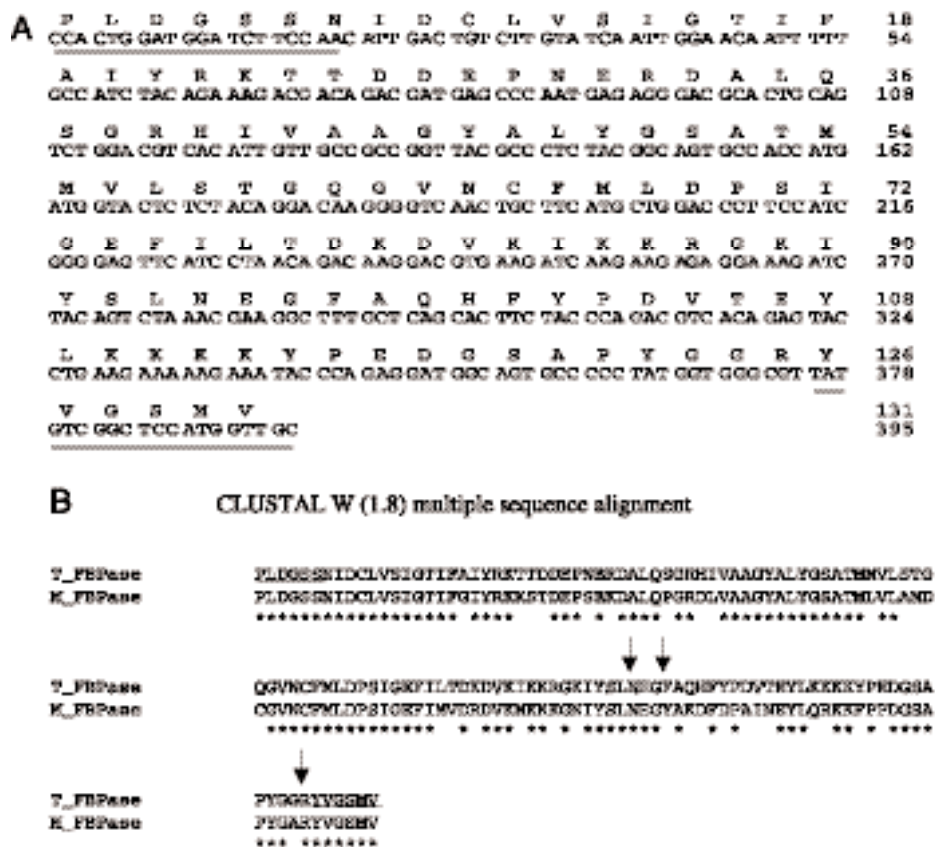 A
P L D G S S N I D C L V S I G T I F 18
CCA CTG GAT GGA TCT TCC AAC ATT GAC TGT CTT GTA TCA ATT GGA ACA ATT TTT 54
A I Y R K T T D D E P N E R D A L Q 36
GCC ATC TAC AGA AAG ACG ACA GAC GAT GAG CCC AAT GAG AGG GAC GCA CTG CAG 108
S G R H I V A A G Y A L Y G S A T M 54
TCT GGA CGT CAC ATT GTT GCC GCC GGT TAC GCC CTC TAC GGC AGT GCC ACC ATG 162
M V L S T G Q G V N C F M L D P S I 72
ATG GTA CTC TCT ACA GGA CAA GGG GTC AAC TGC TTC ATG CTG GAC CCT TCC ATC 216
G E F I L T D K D V K I K K R G K I 90
GGG GAG TTC ATC CTA ACA GAC AAG GAC GTG AAG ATC AAG AAG AGA GGA AAG ATC 270
Y S L N E G F A Q H F Y P D V T E Y 108
TAC AGT CTA AAC GAA GGC TTT GCT CAG CAC TTC TAC CCA GAC GTC ACA GAG TAC 324
L K K K K Y P E D G S A P Y G G R Y 126
CTG AAG AAA AAG AAA TAC CCA GAG GAT GGC AGT GCC CCC TAT GGT GGG CGT TAT 378
V G S M V 131
GTC GGC TCC ATG GTT GC 395
B
CLUSTAL W (1.8) multiple sequence alignment
T_FBPase PLDGSSNIDCLVSIGTIFAIYRKTTDDEPNERDALQSGRHIVAAGYALYGSATMMVLSTG
PLDGSSNIDCLVSIGTIFGIYRKKSTDEPSEKDALQPGRDLVAAGYALYGSATMLVLAND
T_FBPase QGVNCFMLDPSIGEFILTDKDVKIKKRGKIYSLNEGFAQHFYPDVTEYLKKKKYPEDGSA
T_FBPase PYGGRYVGSMV
PYGARYVGSMV